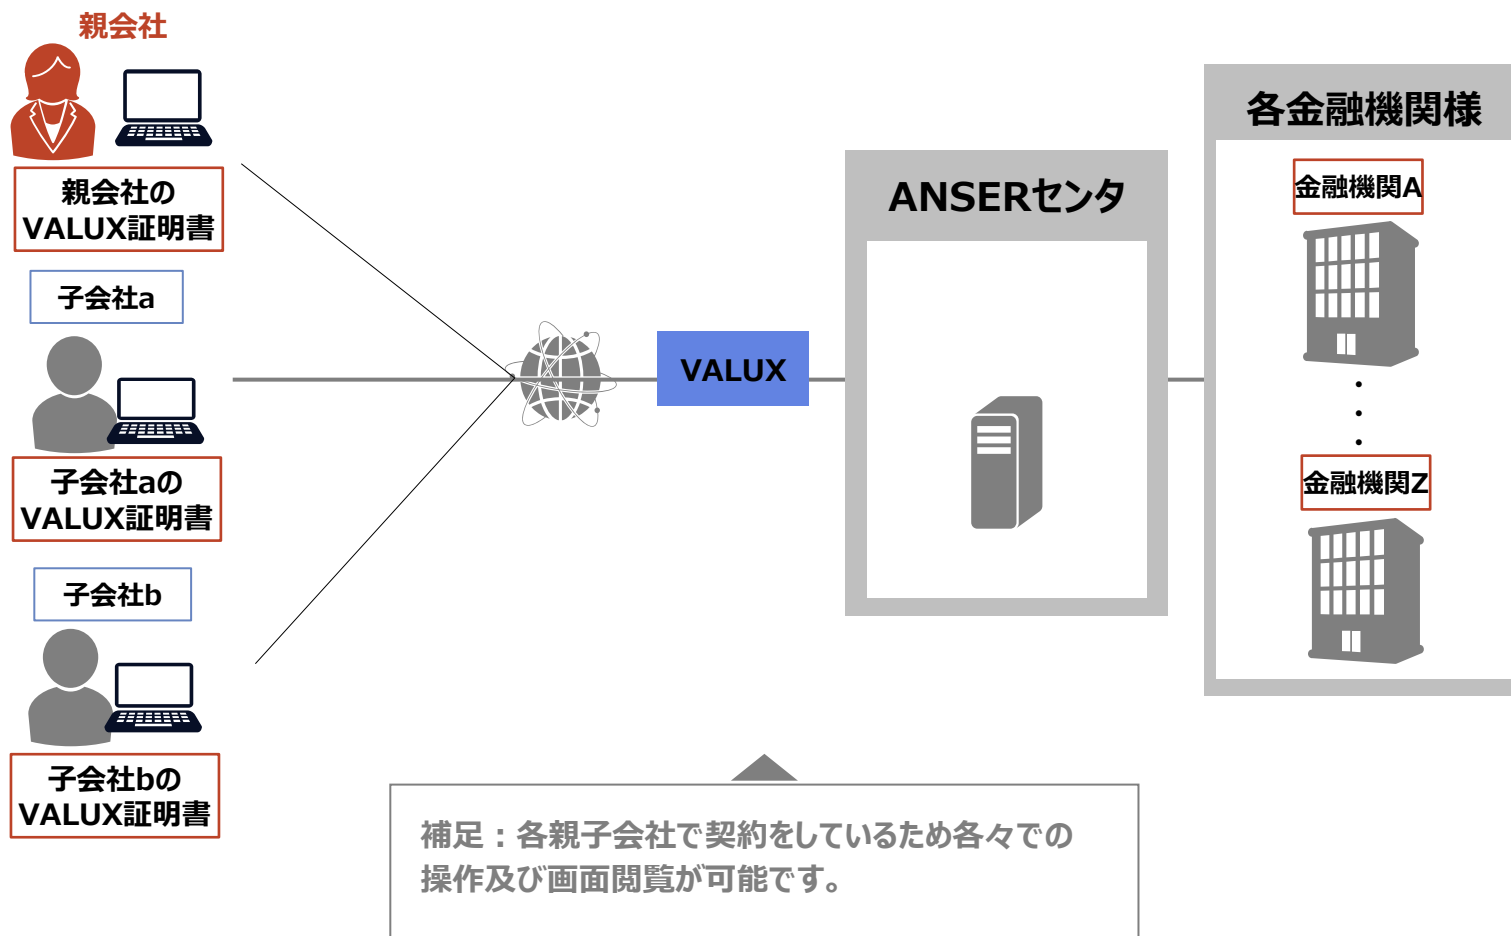 親会社
親会社の
VALUX証明書
子会社a
子会社aの
VALUX証明書
子会社b
子会社bの
VALUX証明書
VALUX
ANSERセンタ
各金融機関様
金融機関A
・
・
・
金融機関Z
補足：各親子会社で契約をしているため各々での
操作及び画面閲覧が可能です。